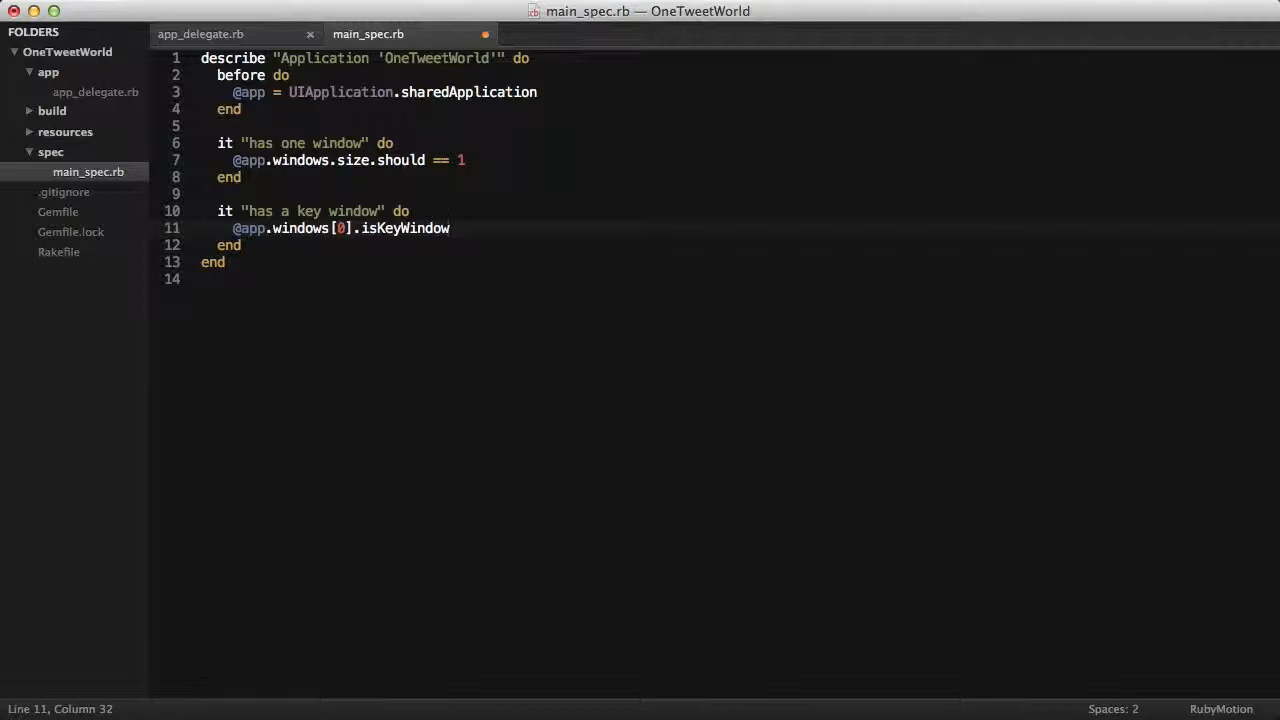 main_spec.rb — OneTweetWorld
FOLDERS
OneTweetWorld
app
app_delegate.rb
build
resources
spec
main_spec.rb
.gitignore
Gemfile
Gemfile.lock
Rakefile
app_delegate.rb ×
main_spec.rb
1 describe "Application 'OneTweetWorld'" do
2 before do
3 @app = UIApplication.sharedApplication
4 end
5
6 it "has one window" do
7 @app.windows.size.should == 1
8 end
9
10 it "has a key window" do
11 @app.windows[0].isKeyWindow
12 end
13 end
14
Line 11, Column 32
Spaces: 2
RubyMotion